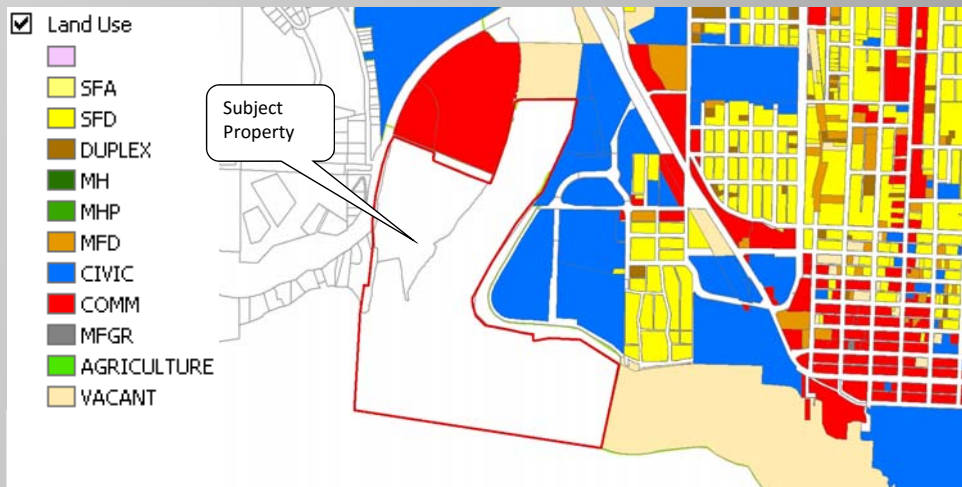 Land Use
SFA
SFD
DUPLEX
MH
MHP
MFD
CIVIC
COMM
MFGR
AGRICULTURE
VACANT
Subject
Property